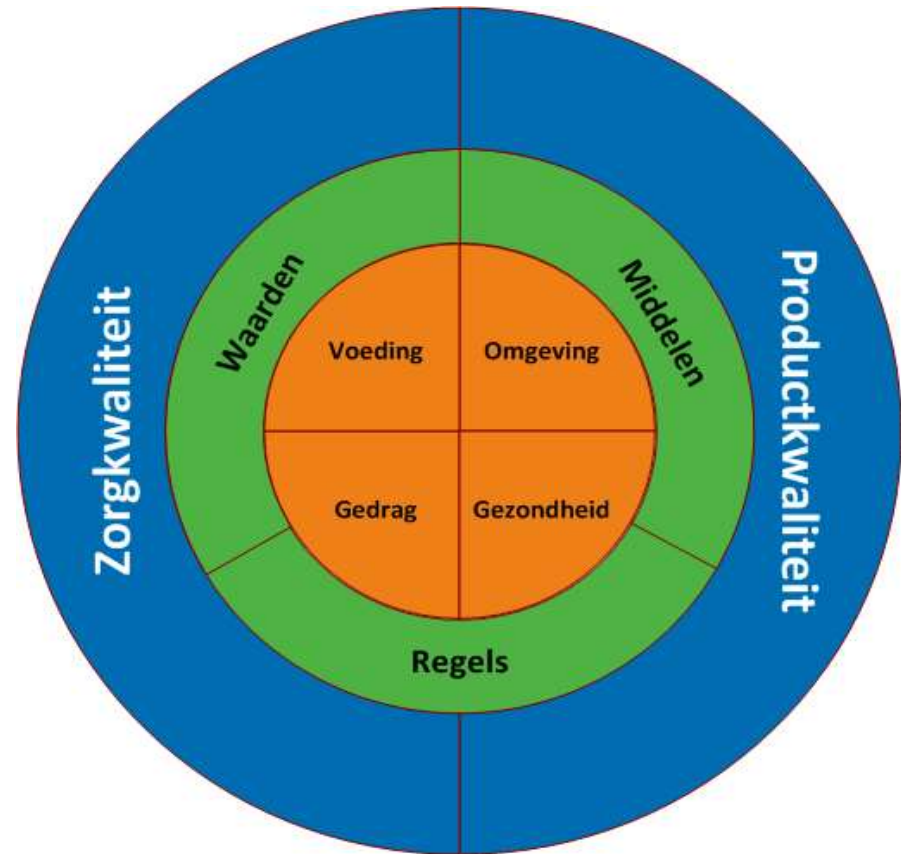 Zorgkwaliteit
Productkwaliteit
Waarden
Middelen
Regels
Voeding
Omgeving
Gedrag
Gezondheid